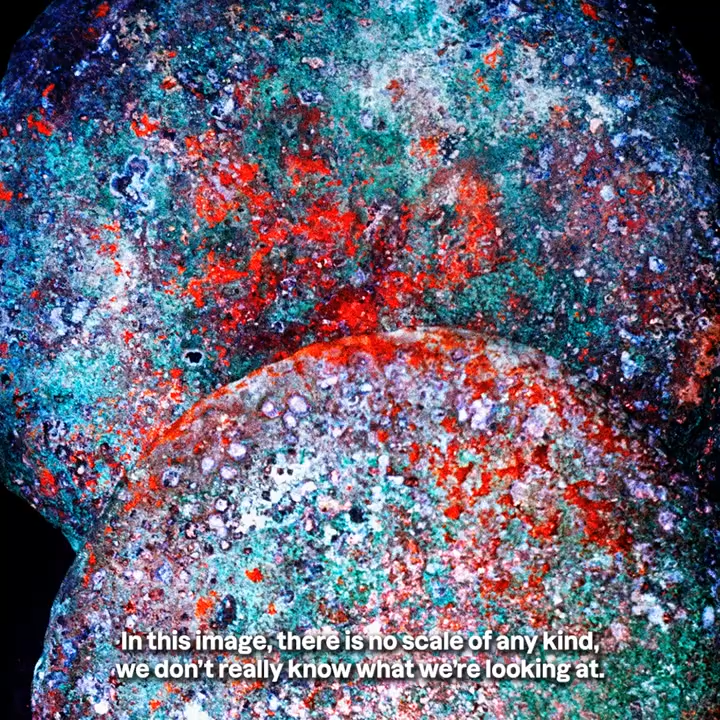 In this image, there is no scale of any kind,
we don't really know what we're looking at.